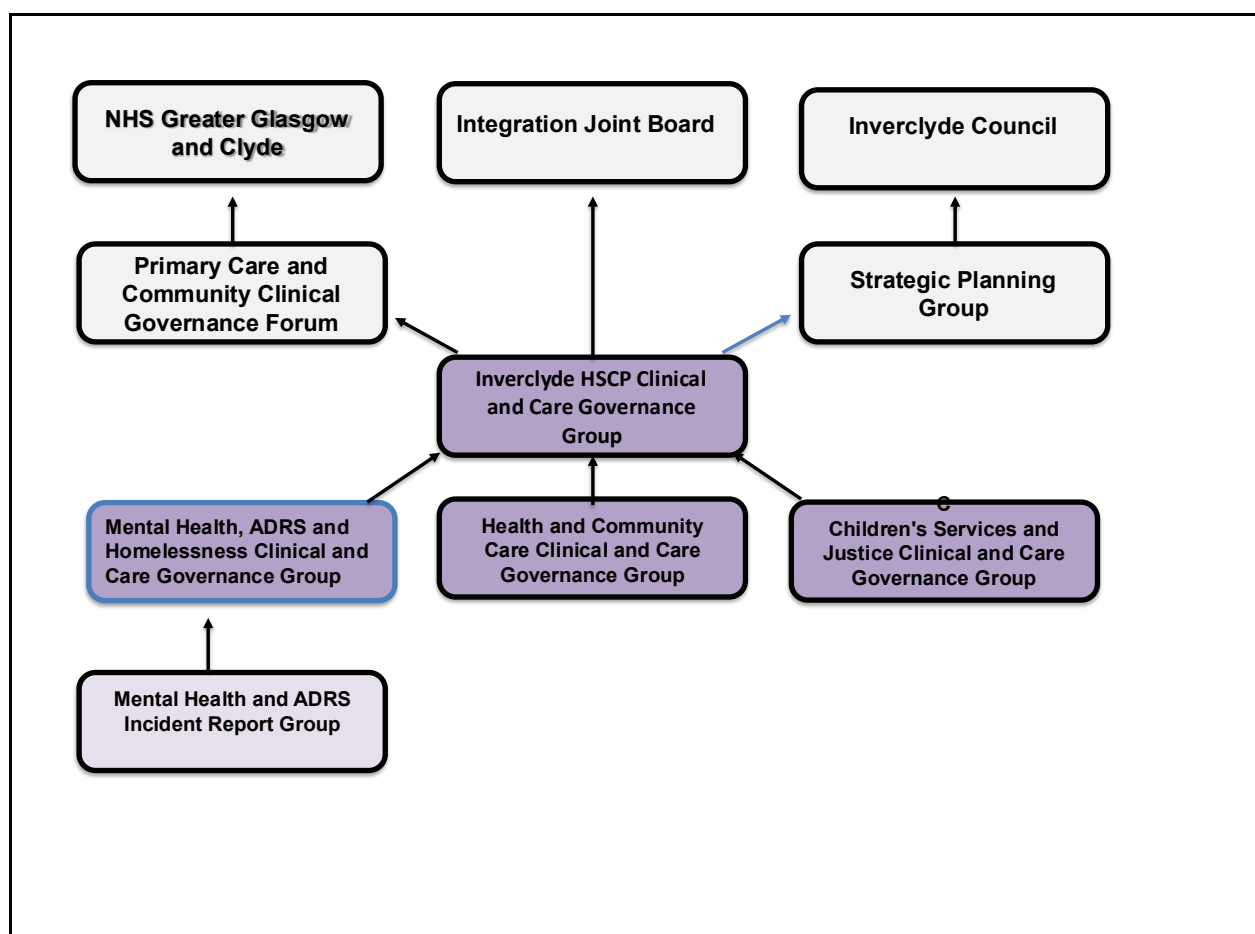 NHS Greater Glasgow
and Clyde
Integration Joint Board
Inverclyde Council
Primary Care and
Community Clinical
Governance Forum
Strategic Planning
Group
Inverclyde HSCP Clinical
and Care Governance
Group
Mental Health, ADRS and
Homelessness Clinical and
Care Governance Group
Health and Community
Care Clinical and Care
Governance Group
C
Children's Services and
Justice Clinical and Care
Governance Group
Mental Health and ADRS
Incident Report Group